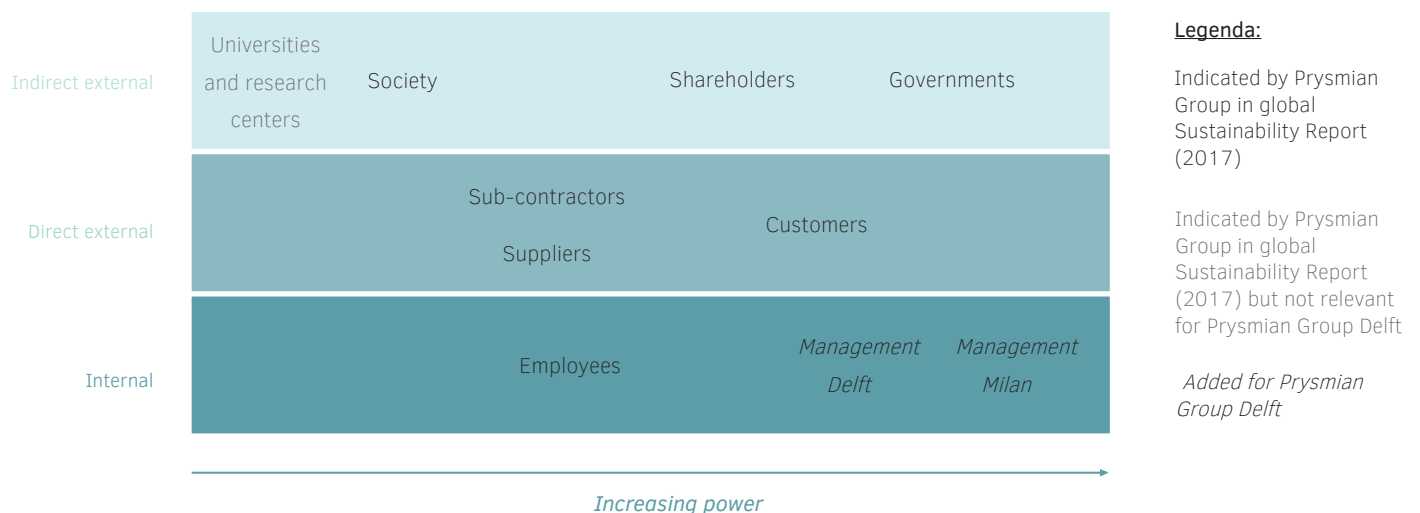 Indirect external
Universities
and research
centers
Society
Shareholders
Governments
Direct external
Sub-contractors
Suppliers
Customers
Internal
Employees
Management
Delft
Management
Milan
Increasing power
Legenda:
Indicated by Prysmian
Group in global
Sustainability Report
(2017)
Indicated by Prysmian
Group in global
Sustainability Report
(2017) but not relevant
for Prysmian Group Delft
Added for Prysmian
Group Delft